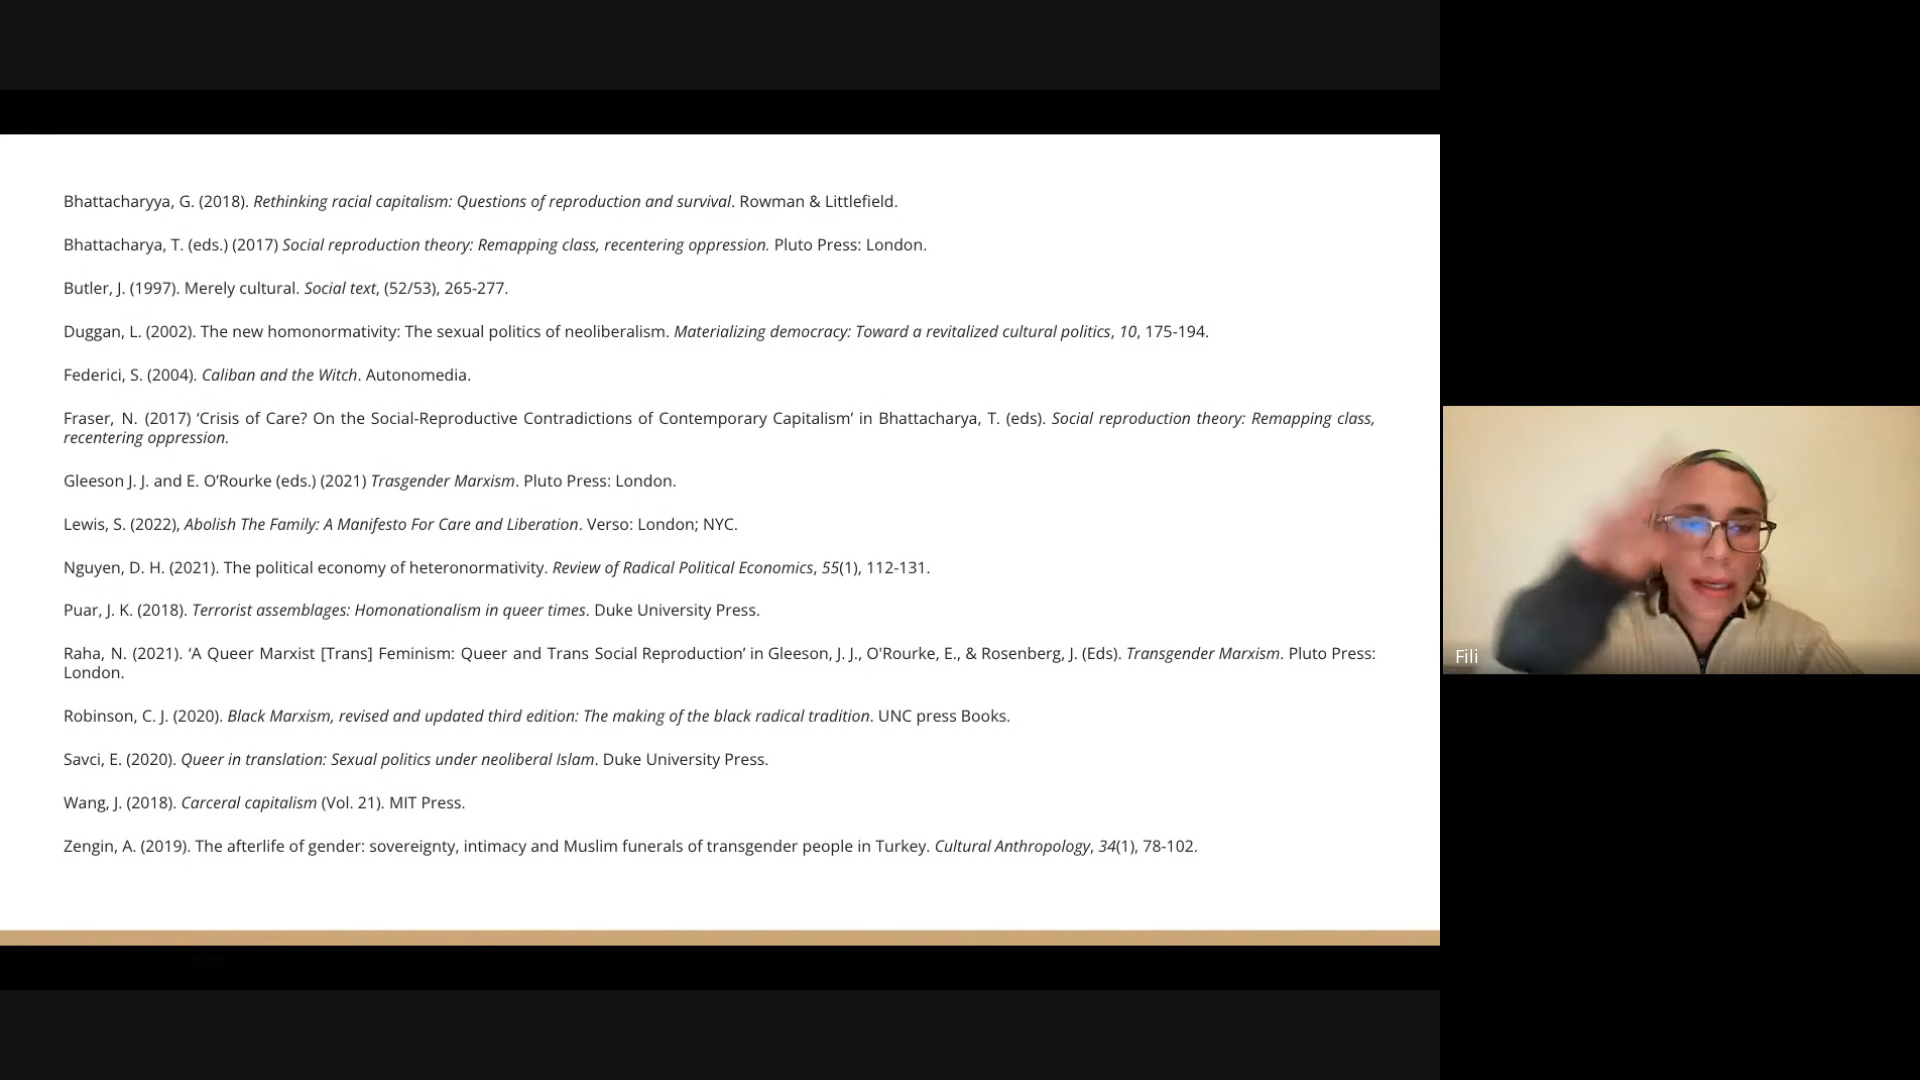 Bhattacharyya, G. (2018). Rethinking racial capitalism: Questions of reproduction and survival. Rowman & Littlefield.
Bhattacharya, T. (eds.) (2017) Social reproduction theory: Remapping class, recentering oppression. Pluto Press: London.
Butler, J. (1997). Merely cultural. Social text, (52/53), 265-277.
Duggan, L. (2002). The new homonormativity: The sexual politics of neoliberalism. Materializing democracy: Toward a revitalized cultural politics, 10, 175-194.
Federici, S. (2004). Caliban and the Witch. Autonomedia.
Fraser, N. (2017) ‘Crisis of Care? On the Social-Reproductive Contradictions of Contemporary Capitalism’ in Bhattacharya, T. (eds). Social reproduction theory: Remapping class,
recentering oppression.
Gleeson J. J. and E. O’Rourke (eds.) (2021) Trasgender Marxism. Pluto Press: London.
Lewis, S. (2022), Abolish The Family: A Manifesto For Care and Liberation. Verso: London; NYC.
Nguyen, D. H. (2021). The political economy of heteronormativity. Review of Radical Political Economics, 55(1), 112-131.
Puar, J. K. (2018). Terrorist assemblages: Homonationalism in queer times. Duke University Press.
Raha, N. (2021). ‘A Queer Marxist [Trans] Feminism: Queer and Trans Social Reproduction’ in Gleeson, J. J., O'Rourke, E., & Rosenberg, J. (Eds). Transgender Marxism. Pluto Press:
London.
Robinson, C. J. (2020). Black Marxism, revised and updated third edition: The making of the black radical tradition. UNC press Books.
Savci, E. (2020). Queer in translation: Sexual politics under neoliberal Islam. Duke University Press.
Wang, J. (2018). Carceral capitalism (Vol. 21). MIT Press.
Zengin, A. (2019). The afterlife of gender: sovereignty, intimacy and Muslim funerals of transgender people in Turkey. Cultural Anthropology, 34(1), 78-102.
Fili